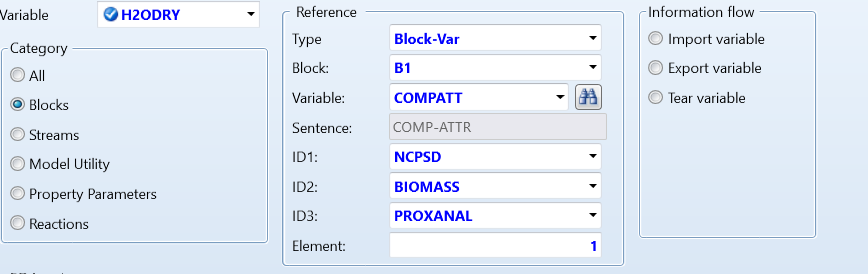 Variable H2ODRY
Category
All
Blocks
Streams
Model Utility
Property Parameters
Reactions
Reference
Type Block-Var
Block: B1
Variable: COMPATT
Sentence: COMP-ATTR
ID1: NCPSD
ID2: BIOMASS
ID3: PROXANAL
Element: 1
Information flow
Import variable
Export variable
Tear variable